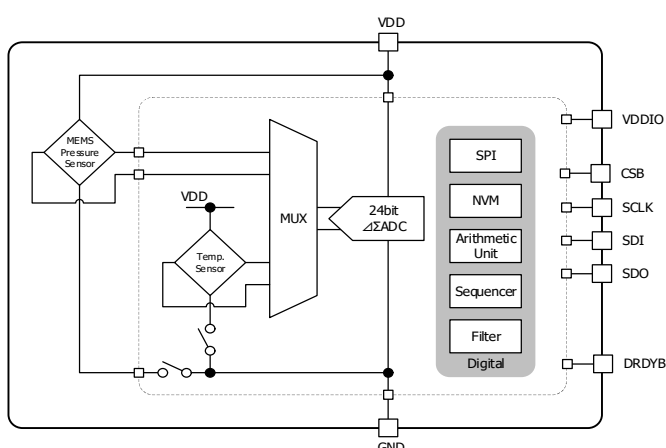 VDD
VDDIO
MEMS
Pressure
Sensor
SPI
CSB
VDD
NVM
SCLK
MUX
24bit
⊿ΣADC
SDI
Arithmetic
Unit
Temp.
Sensor
SDO
Sequencer
Filter
Digital
DRDYB
GND